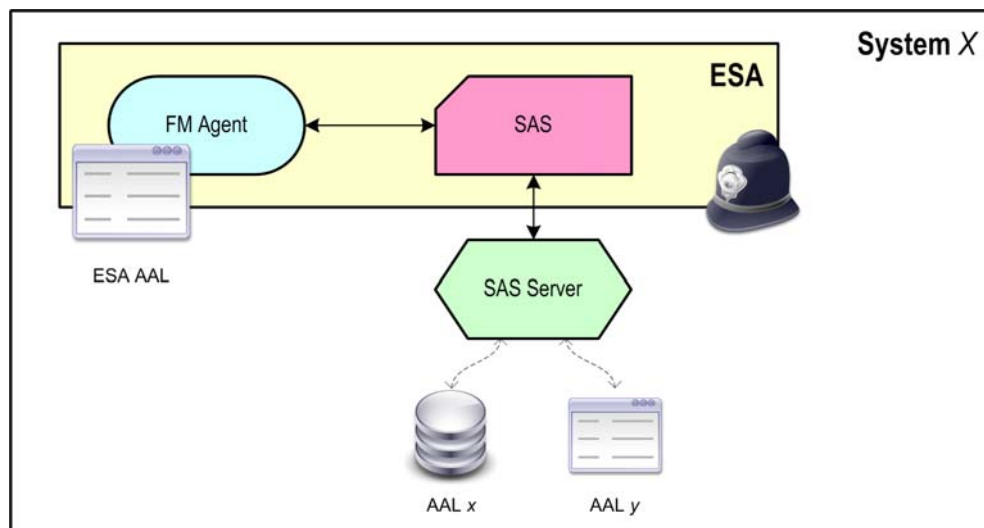 System X
ESA
FM Agent
SAS
ESA AAL
SAS Server
AAL x
AAL y